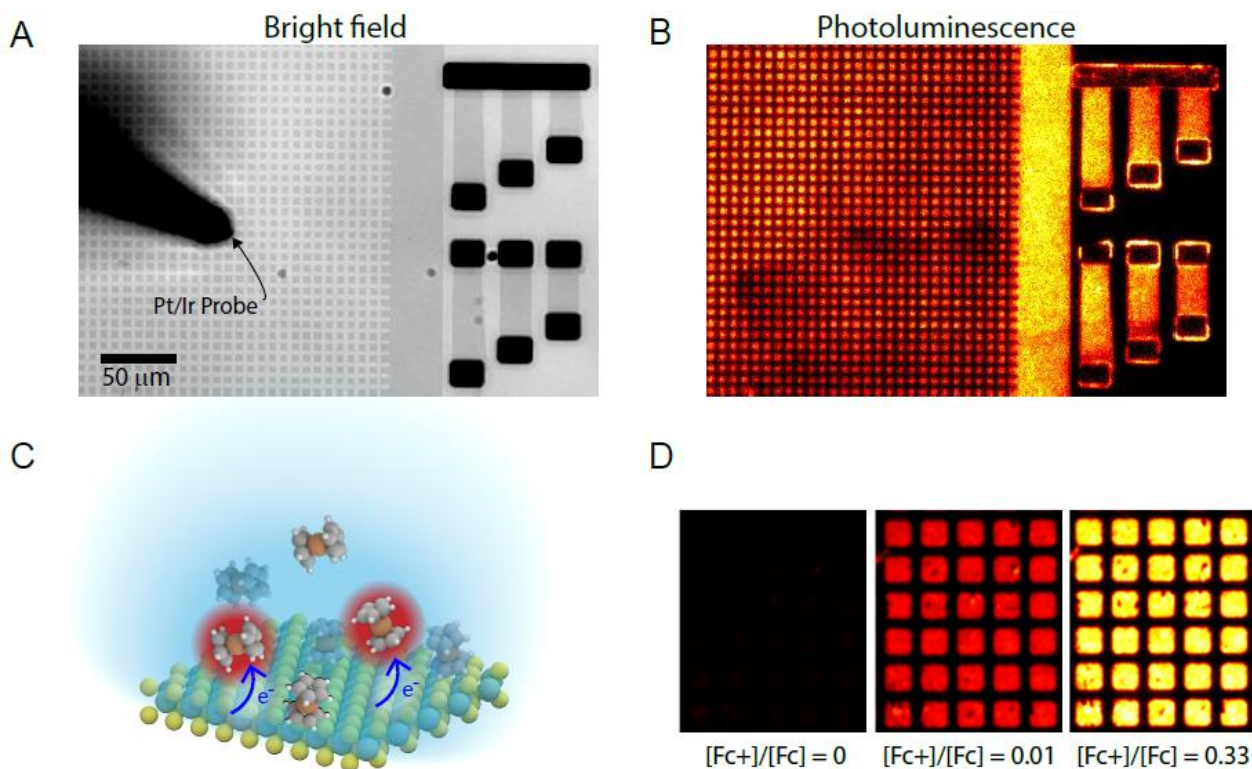 A
Bright field
B
Photoluminescence
Pt/Ir Probe
50 μm
C
D
e-
e-
[Fc+]/[Fc] = 0
[Fc+]/[Fc] = 0.01
[Fc+]/[Fc] = 0.33